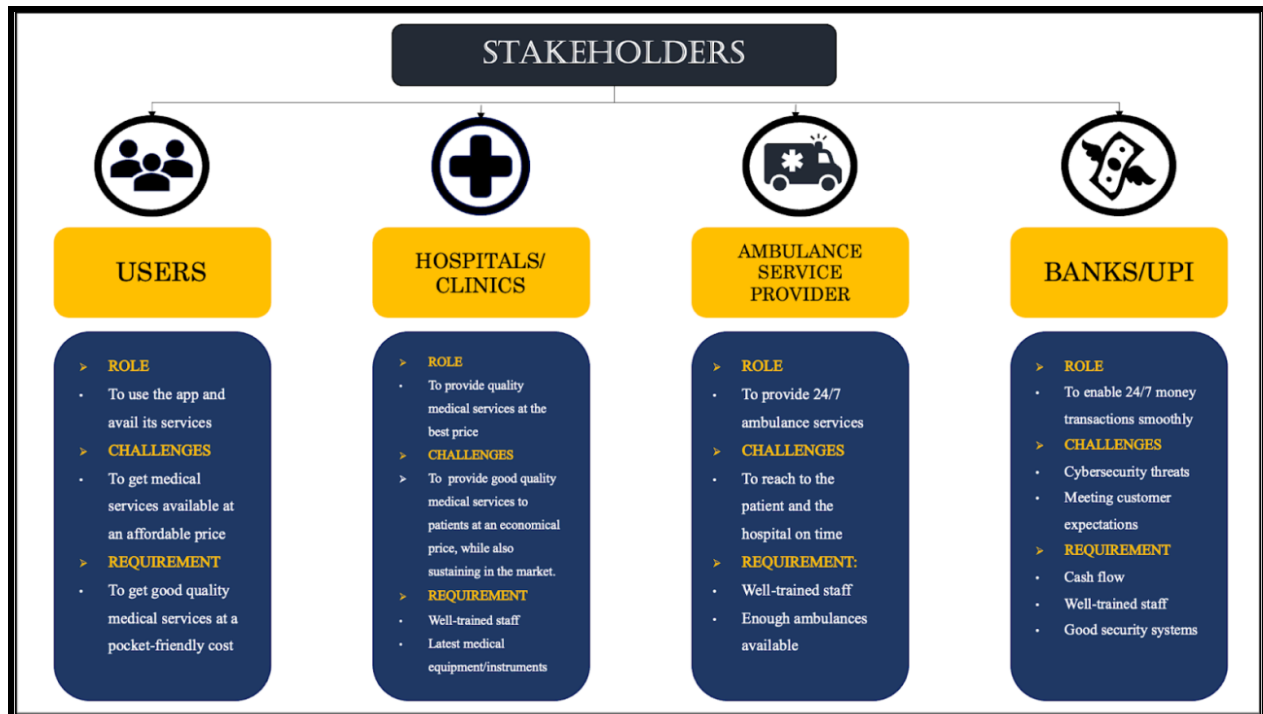 STAKEHOLDERS
USERS
➤ ROLE
• To use the app and
avail its services
➤ CHALLENGES
• To get medical
services available at
an affordable price
➤ REQUIREMENT
• To get good quality
medical services at a
pocket-friendly cost
HOSPITALS/
CLINICS
➤ ROLE
• To provide quality
medical services at the
best price
➤ CHALLENGES
➤ To provide good quality
medical services to
patients at an economical
price, while also
sustaining in the market.
➤ REQUIREMENT
• Well-trained staff
• Latest medical
equipment/instruments
AMBULANCE
SERVICE
PROVIDER
➤ ROLE
• To provide 24/7
ambulance services
➤ CHALLENGES
• To reach to the
patient and the
hospital on time
➤ REQUIREMENT:
• Well-trained staff
• Enough ambulances
available
BANKS/UPI
➤ ROLE
• To enable 24/7 money
transactions smoothly
➤ CHALLENGES
• Cybersecurity threats
• Meeting customer
expectations
➤ REQUIREMENT
• Cash flow
• Well-trained staff
• Good security systems